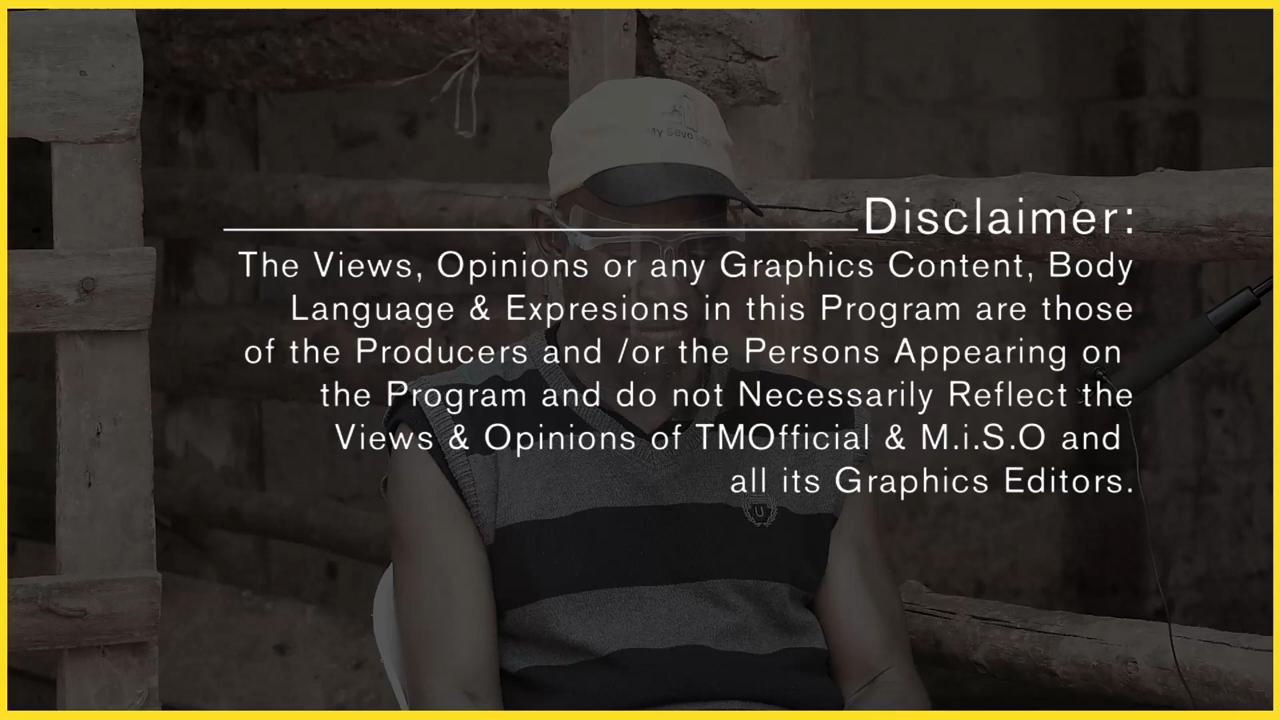 Disclaimer:
The Views, Opinions or any Graphics Content, Body
Language & Expresions in this Program are those
of the Producers and /or the Persons Appearing on
the Program and do not Necessarily Reflect the
Views & Opinions of TMOfficial & M.i.S.O and
all its Graphics Editors.
U